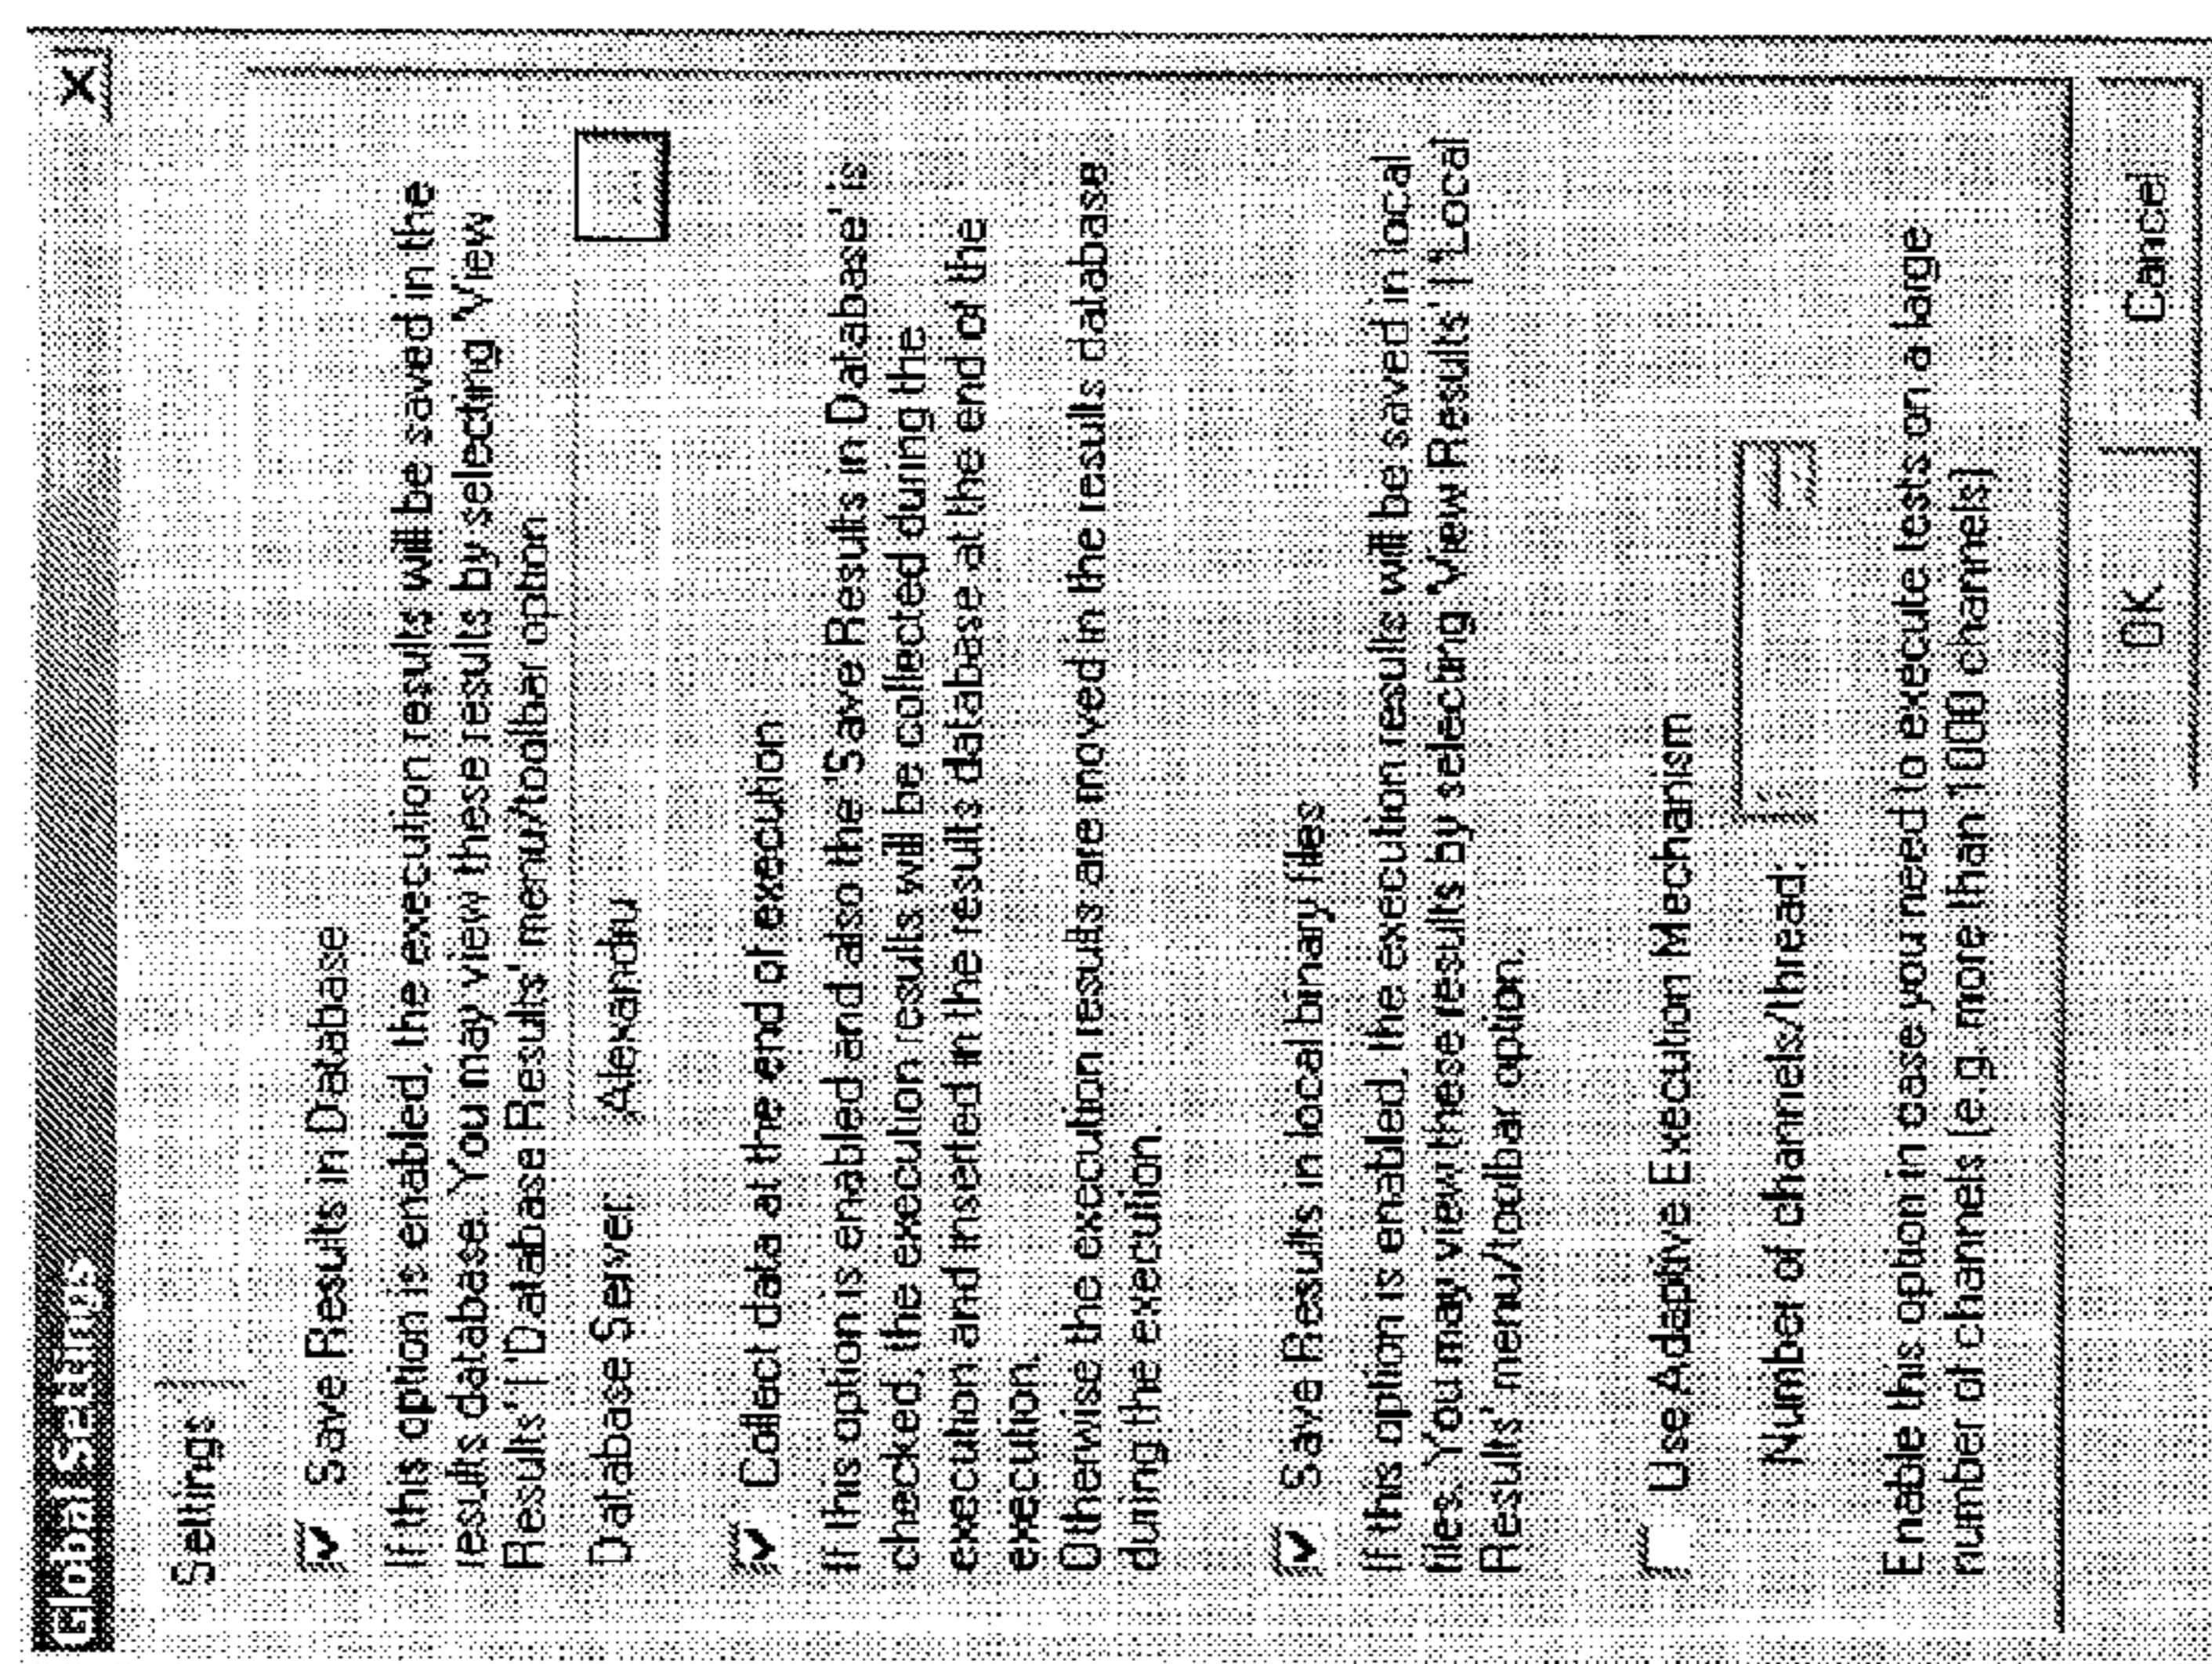 Global Settings
Settings
Save Results in Database
If this option is enabled, the execution results will be saved in the
results database. You may view these results by selecting 'View
Results' | 'Database Results' menu/toolbar option
Database Server: Alexandru ...
Collect data at the end of execution
If this option is enabled and also the 'Save Results in Database' is
checked, the execution results will be collected during the
execution and inserted in the results database at the end of the
execution.
Otherwise the execution results are moved in the results database
during the execution.
Save Results in local binary files
If this option is enabled, the execution results will be saved in local
files. You may view these results by selecting 'View Results' | 'Local
Results' menu/toolbar option.
Use Adaptive Execution Mechanism
Number of channels/thread:
Enable this option in case you need to execute tests on a large
number of channels (e.g. more than 1000 channels)
OK Cancel